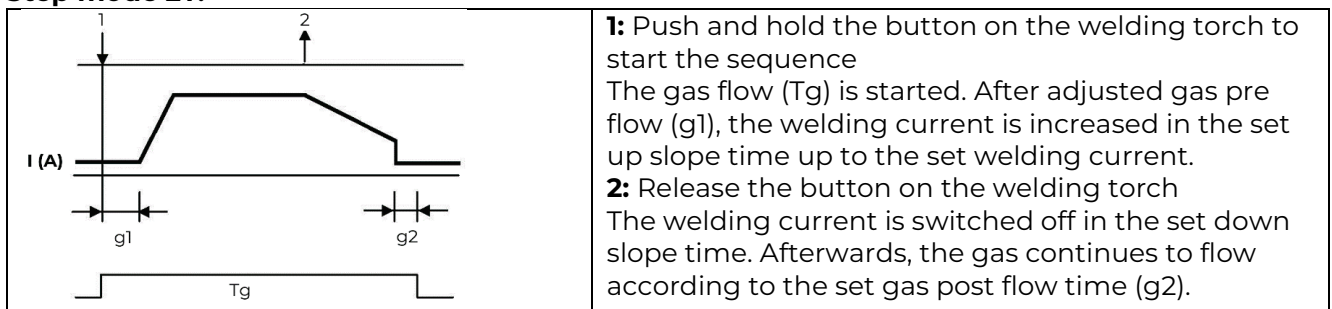 1
2
I (A)
g1
g2
Tg
1: Push and hold the button on the welding torch to
start the sequence
The gas flow (Tg) is started. After adjusted gas pre
flow (g1), the welding current is increased in the set
up slope time up to the set welding current.
2: Release the button on the welding torch
The welding current is switched off in the set down
slope time. Afterwards, the gas continues to flow
according to the set gas post flow time (g2).